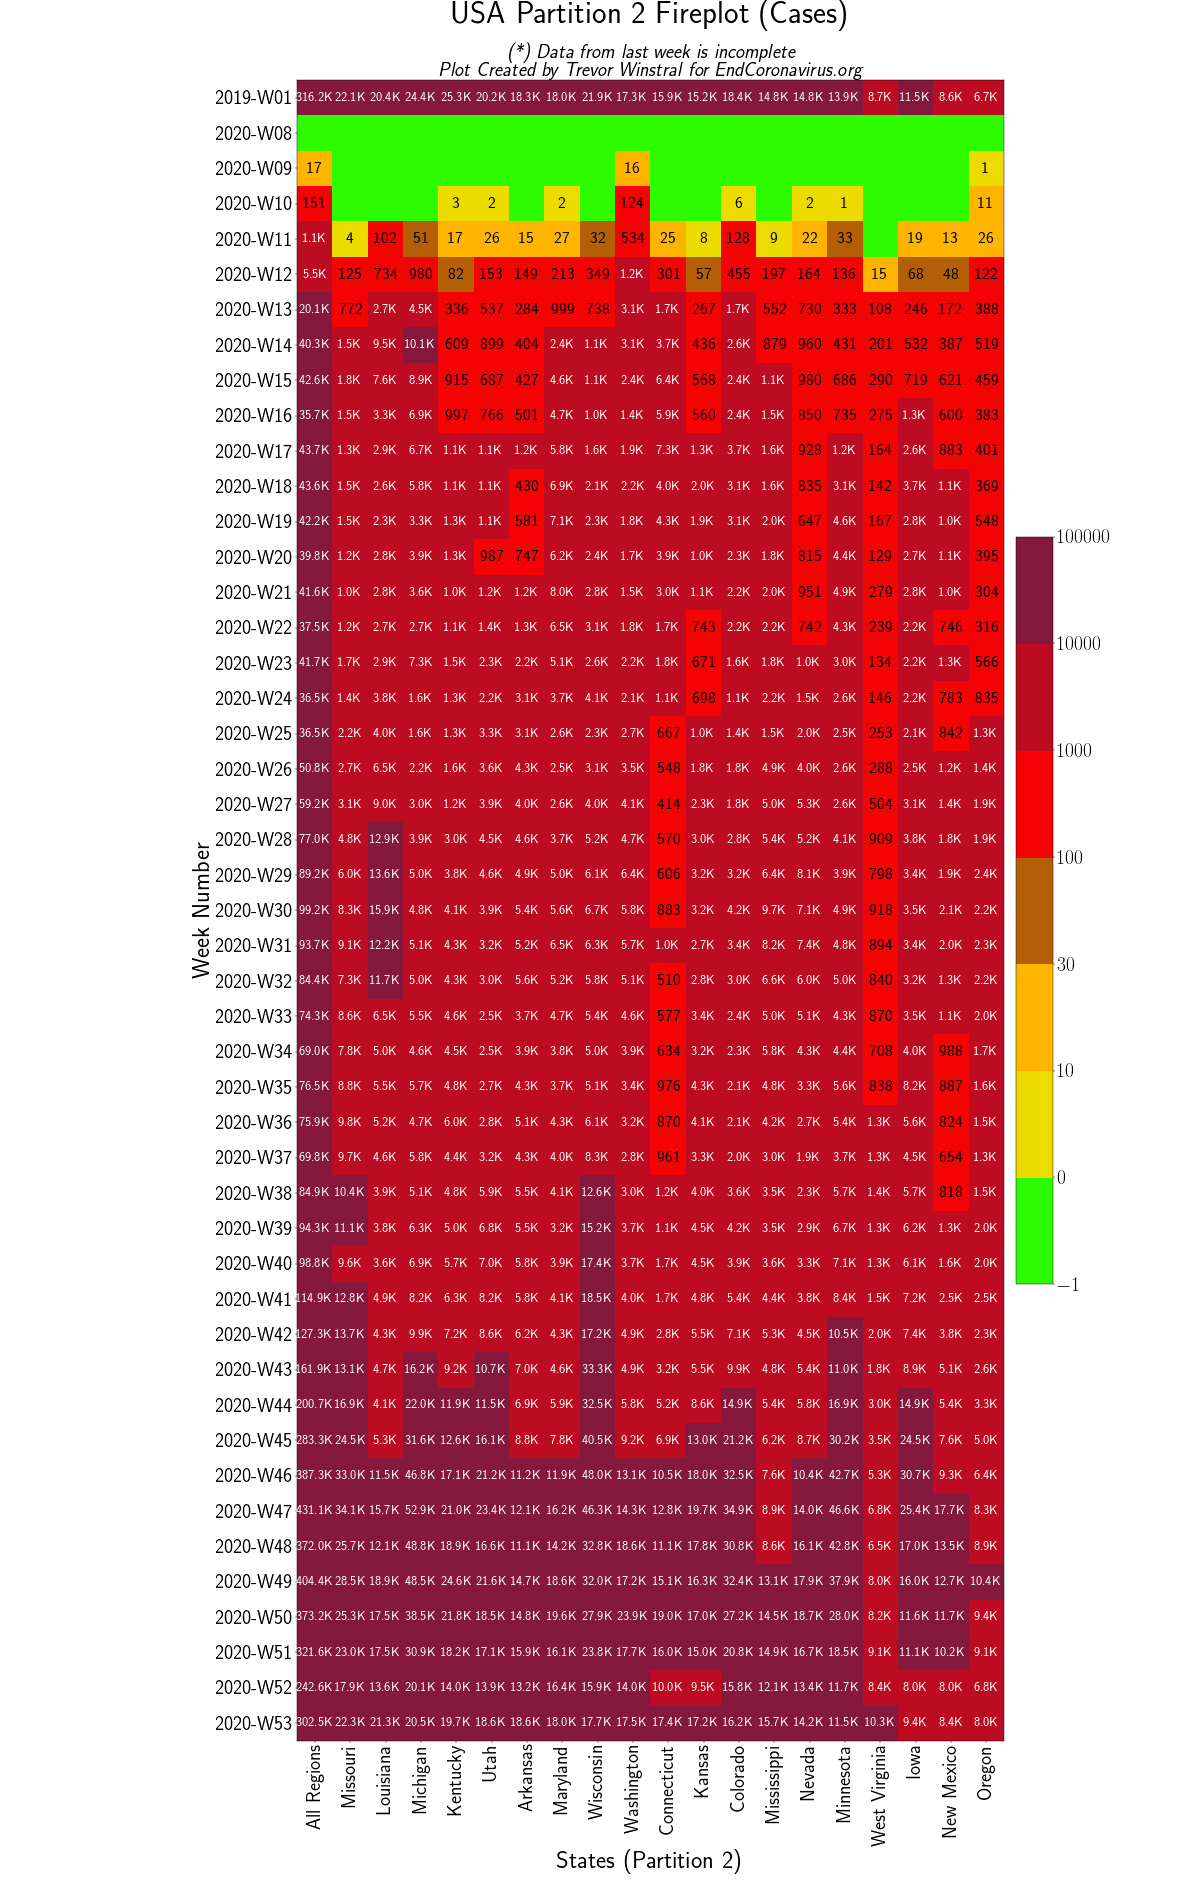 USA Partition 2 Fireplot (Cases)
(*) Data from last week is incomplete
Plot Created by Trevor Winstral for EndCoronavirus.org
2019-W01 316.2K 22.1K 20.4K 24.4K 25.3K 20.2K 18.3K 18.0K 21.9K 17.3K 15.9K 15.2K 18.4K 14.8K 14.8K 13.9K 8.7K 11.5K 8.6K 6.7K
2020-W08
2020-W09 17 16 1
2020-W10 151 3 2 2 124 6 2 1 11
2020-W11 1.1K 4 102 51 17 26 15 27 32 534 25 8 128 9 22 33 19 13 26
2020-W12 5.5K 125 734 980 82 153 149 213 349 1.2K 301 57 455 197 164 136 15 68 48 122
2020-W13 20.1K 772 2.7K 4.5K 336 537 284 999 738 3.1K 1.7K 267 1.7K 552 730 333 108 246 172 388
2020-W14 40.3K 1.5K 9.5K 10.1K 609 899 404 2.4K 1.1K 3.1K 3.7K 436 2.6K 879 960 431 201 532 387 519
2020-W15 42.6K 1.8K 7.6K 8.9K 915 687 427 4.6K 1.1K 2.4K 6.4K 568 2.4K 1.1K 980 686 290 719 621 459
2020-W16 35.7K 1.5K 3.3K 6.9K 997 766 501 4.7K 1.0K 1.4K 5.9K 560 2.4K 1.5K 850 735 275 1.3K 600 383
2020-W17 43.7K 1.3K 2.9K 6.7K 1.1K 1.1K 1.2K 5.8K 1.6K 1.9K 7.3K 1.3K 3.7K 1.6K 928 1.2K 164 2.6K 883 401
2020-W18 43.6K 1.5K 2.6K 5.8K 1.1K 1.1K 430 6.9K 2.1K 2.2K 4.0K 2.0K 3.1K 1.6K 835 3.1K 142 3.7K 1.1K 369
2020-W19 42.2K 1.5K 2.3K 3.3K 1.3K 1.1K 581 7.1K 2.3K 1.8K 4.3K 1.9K 3.1K 2.0K 647 4.6K 167 2.8K 1.0K 548
2020-W20 39.8K 1.2K 2.8K 3.9K 1.3K 987 747 6.2K 2.4K 1.7K 3.9K 1.0K 2.3K 1.8K 815 4.4K 129 2.7K 1.1K 395
2020-W21 41.6K 1.0K 2.8K 3.6K 1.0K 1.2K 1.2K 8.0K 2.8K 1.5K 3.0K 1.1K 2.2K 2.0K 951 4.9K 279 2.8K 1.0K 304
2020-W22 37.5K 1.2K 2.7K 2.7K 1.1K 1.4K 1.3K 6.5K 3.1K 1.8K 1.7K 743 2.2K 2.2K 742 4.3K 239 2.2K 746 316
2020-W23 41.7K 1.7K 2.9K 7.3K 1.5K 2.3K 2.2K 5.1K 2.6K 2.2K 1.8K 671 1.6K 1.8K 1.0K 3.0K 134 2.2K 1.3K 566
2020-W24 36.5K 1.4K 3.8K 1.6K 1.3K 2.2K 3.1K 3.7K 4.1K 2.1K 1.1K 698 1.1K 2.2K 1.5K 2.6K 146 2.2K 783 835
2020-W25 36.5K 2.2K 4.0K 1.6K 1.3K 3.3K 3.1K 2.6K 2.3K 2.7K 667 1.0K 1.4K 1.5K 2.0K 2.5K 253 2.1K 842 1.3K
2020-W26 50.8K 2.7K 6.5K 2.2K 1.6K 3.6K 4.3K 2.5K 3.1K 3.5K 548 1.8K 1.8K 4.9K 4.0K 2.6K 288 2.5K 1.2K 1.4K
2020-W27 59.2K 3.1K 9.0K 3.0K 1.2K 3.9K 4.0K 2.6K 4.0K 4.1K 414 2.3K 1.8K 5.0K 5.3K 2.6K 504 3.1K 1.4K 1.9K
2020-W28 77.0K 4.8K 12.9K 3.9K 3.0K 4.5K 4.6K 3.7K 5.2K 4.7K 570 3.0K 2.8K 5.4K 5.2K 4.1K 909 3.8K 1.8K 1.9K
2020-W29 89.2K 6.0K 13.6K 5.0K 3.8K 4.6K 4.9K 5.0K 6.1K 6.4K 606 3.2K 3.2K 6.4K 8.1K 3.9K 798 3.4K 1.9K 2.4K
2020-W30 99.2K 8.3K 15.9K 4.8K 4.1K 3.9K 5.4K 5.6K 6.7K 5.8K 883 3.2K 4.2K 9.7K 7.1K 4.9K 918 3.5K 2.1K 2.2K
2020-W31 93.7K 9.1K 12.2K 5.1K 4.3K 3.2K 5.2K 6.5K 6.3K 5.7K 1.0K 2.7K 3.4K 8.2K 7.4K 4.8K 894 3.4K 2.0K 2.3K
2020-W32 84.4K 7.3K 11.7K 5.0K 4.3K 3.0K 5.6K 5.2K 5.8K 5.1K 510 2.8K 3.0K 6.6K 6.0K 5.0K 840 3.2K 1.3K 2.2K
2020-W33 74.3K 8.6K 6.5K 5.5K 4.6K 2.5K 3.7K 4.7K 5.4K 4.6K 577 3.4K 2.4K 5.0K 5.1K 4.3K 870 3.5K 1.1K 2.0K
2020-W34 69.0K 7.8K 5.0K 4.6K 4.5K 2.5K 3.9K 3.8K 5.0K 3.9K 634 3.2K 2.3K 5.8K 4.3K 4.4K 708 4.0K 988 1.7K
2020-W35 76.5K 8.8K 5.5K 5.7K 4.8K 2.7K 4.3K 3.7K 5.1K 3.4K 976 4.3K 2.1K 4.8K 3.3K 5.6K 838 8.2K 887 1.6K
2020-W36 75.9K 9.8K 5.2K 4.7K 6.0K 2.8K 5.1K 4.3K 6.1K 3.2K 870 4.1K 2.1K 4.2K 2.7K 5.4K 1.3K 5.6K 824 1.5K
2020-W37 69.8K 9.7K 4.6K 5.8K 4.4K 3.2K 4.3K 4.0K 8.3K 2.8K 961 3.3K 2.0K 3.0K 1.9K 3.7K 1.3K 4.5K 654 1.3K
2020-W38 84.9K 10.4K 3.9K 5.1K 4.8K 5.9K 5.5K 4.1K 12.6K 3.0K 1.2K 4.0K 3.6K 3.5K 2.3K 5.7K 1.4K 5.7K 818 1.5K
2020-W39 94.3K 11.1K 3.8K 6.3K 5.0K 6.8K 5.5K 3.2K 15.2K 3.7K 1.1K 4.5K 4.2K 3.5K 2.9K 6.7K 1.3K 6.2K 1.3K 2.0K
2020-W40 98.8K 9.6K 3.6K 6.9K 5.7K 7.0K 5.8K 3.9K 17.4K 3.7K 1.7K 4.5K 3.9K 3.6K 3.3K 7.1K 1.3K 6.1K 1.6K 2.0K
2020-W41 114.9K 12.8K 4.9K 8.2K 6.3K 8.2K 5.8K 4.1K 18.5K 4.0K 1.7K 4.8K 5.4K 4.4K 3.8K 8.4K 1.5K 7.2K 2.5K 2.5K
2020-W42 127.3K 13.7K 4.3K 9.9K 7.2K 8.6K 6.2K 4.3K 17.2K 4.9K 2.8K 5.5K 7.1K 5.3K 4.5K 10.5K 2.0K 7.4K 3.8K 2.3K
2020-W43 161.9K 13.1K 4.7K 16.2K 9.2K 10.7K 7.0K 4.6K 33.3K 4.9K 3.2K 5.5K 9.9K 4.8K 5.4K 11.0K 1.8K 8.9K 5.1K 2.6K
2020-W44 200.7K 16.9K 4.1K 22.0K 11.9K 11.5K 6.9K 5.9K 32.5K 5.8K 5.2K 8.6K 14.9K 5.4K 5.8K 16.9K 3.0K 14.9K 5.4K 3.3K
2020-W45 283.3K 24.5K 5.3K 31.6K 12.6K 16.1K 8.8K 7.8K 40.5K 9.2K 6.9K 13.0K 21.2K 6.2K 8.7K 30.2K 3.5K 24.5K 7.6K 5.0K
2020-W46 387.3K 33.0K 11.5K 46.8K 17.1K 21.2K 11.2K 11.9K 48.0K 13.1K 10.5K 18.0K 32.5K 7.6K 10.4K 42.7K 5.3K 30.7K 9.3K 6.4K
2020-W47 431.1K 34.1K 15.7K 52.9K 21.0K 23.4K 12.1K 16.2K 46.3K 14.3K 12.8K 19.7K 34.9K 8.9K 14.0K 46.6K 6.8K 25.4K 17.7K 8.3K
2020-W48 372.0K 25.7K 12.1K 48.8K 18.9K 16.6K 11.1K 14.2K 32.8K 18.6K 11.1K 17.8K 30.8K 8.6K 16.1K 42.8K 6.5K 17.0K 13.5K 8.9K
2020-W49 404.4K 28.5K 18.9K 48.5K 24.6K 21.6K 14.7K 18.6K 32.0K 17.2K 15.1K 16.3K 32.4K 13.1K 17.9K 37.9K 8.0K 16.0K 12.7K 10.4K
2020-W50 373.2K 25.3K 17.5K 38.5K 21.8K 18.5K 14.8K 19.6K 27.9K 23.9K 19.0K 17.0K 27.2K 14.5K 18.7K 28.0K 8.2K 11.6K 11.7K 9.4K
2020-W51 321.6K 23.0K 17.5K 30.9K 18.2K 17.1K 15.9K 16.1K 23.8K 17.7K 16.0K 15.0K 20.8K 14.9K 16.7K 18.5K 9.1K 11.1K 10.2K 9.1K
2020-W52 242.6K 17.9K 13.6K 20.1K 14.0K 13.9K 13.2K 16.4K 15.9K 14.0K 10.0K 9.5K 15.8K 12.1K 13.4K 11.7K 8.4K 8.0K 8.0K 6.8K
2020-W53 302.5K 22.3K 21.3K 20.5K 19.7K 18.6K 18.6K 18.0K 17.7K 17.5K 17.4K 17.2K 16.2K 15.7K 14.2K 11.5K 10.3K 9.4K 8.4K 8.0K
Week Number
All Regions
Missouri
Louisiana
Michigan
Kentucky
Utah
Arkansas
Maryland
Wisconsin
Washington
Connecticut
Kansas
Colorado
Mississippi
Nevada
Minnesota
West Virginia
Iowa
New Mexico
Oregon
States (Partition 2)
100000
10000
1000
100
30
10
0
−1